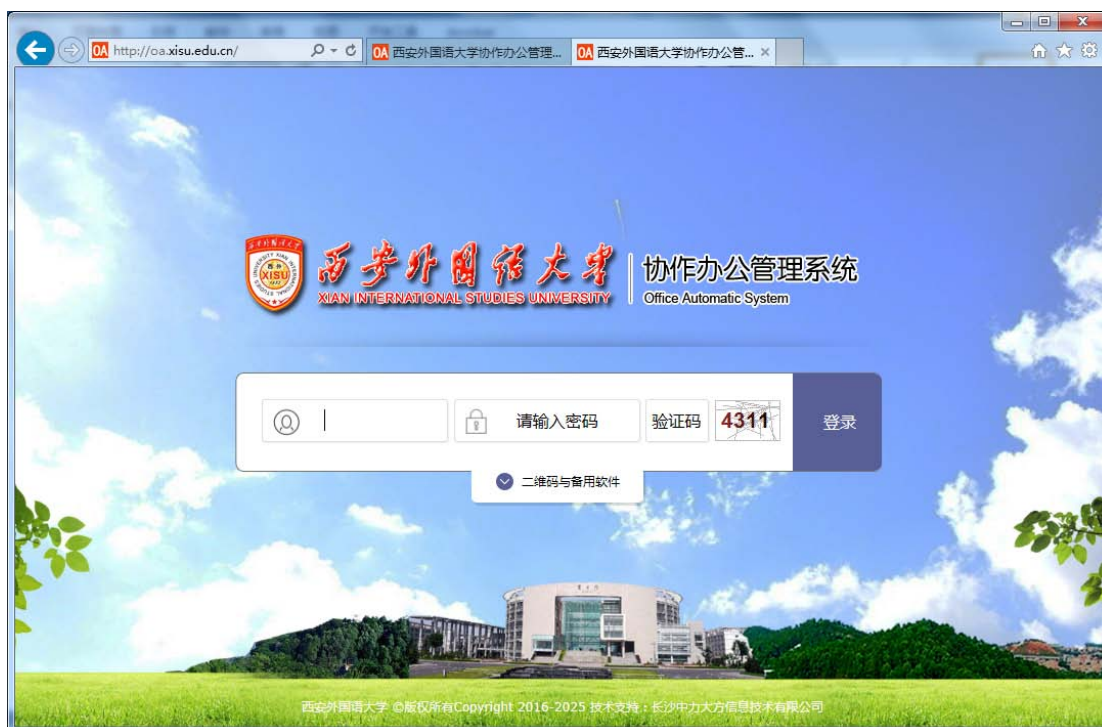 http://oa.xisu.edu.cn/
OA 西安外国语大学协作办公管理...
OA 西安外国语大学协作办公管...
西安外国语大学
XIAN INTERNATIONAL STUDIES UNIVERSITY
协作办公管理系统
Office Automatic System
请输入密码
验证码
4311
登录
二维码与备用软件
西安外国语大学 ©版权所有Copyright 2016-2025 技术支持：长沙中力大方信息技术有限公司